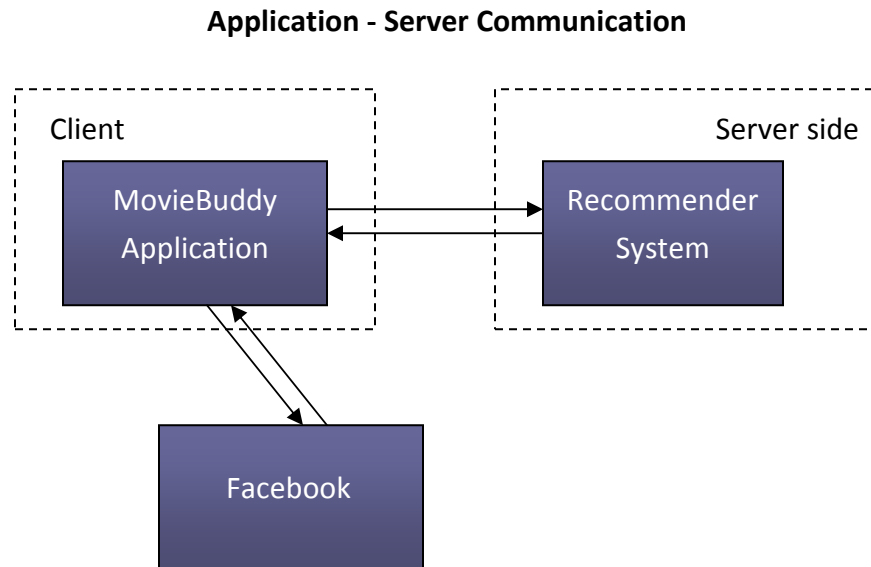 Application - Server Communication
Client
Server side
MovieBuddy
Application
Recommender
System
Facebook